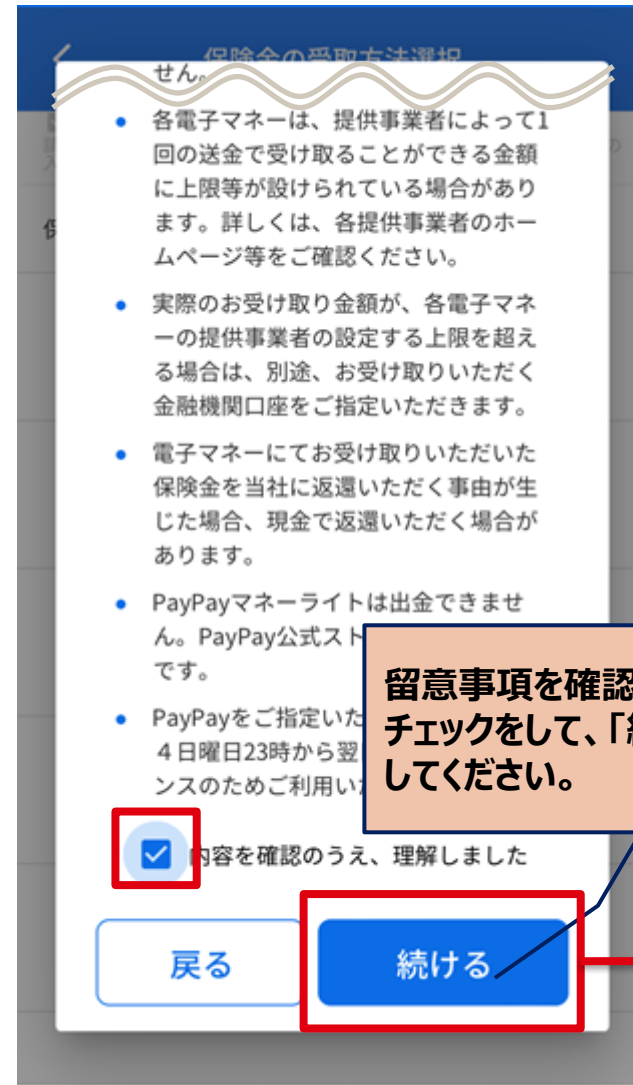 保険金の受取方法選択
せん。
• 各電子マネーは、提供事業者によって1
回の送金で受け取ることができる金額
に上限等が設けられている場合があり
ます。詳しくは、各提供事業者のホー
ムページ等をご確認ください。
• 実際のお受け取り金額が、各電子マネ
ーの提供事業者の設定する上限を超え
る場合は、別途、お受け取りいただく
金融機関口座をご指定いただきます。
• 電子マネーにてお受け取りいただいた
保険金を当社に返還いただく事由が生
じた場合、現金で返還いただく場合が
あります。
• PayPayマネーライトは出金できませ
ん。PayPay公式スト
です。
• PayPayをご指定いた
４日曜日23時から翌
ンスのためご利用いた
留意事項を確認
チェックをして、「続
してください。
内容を確認のうえ、理解しました
戻る
続ける